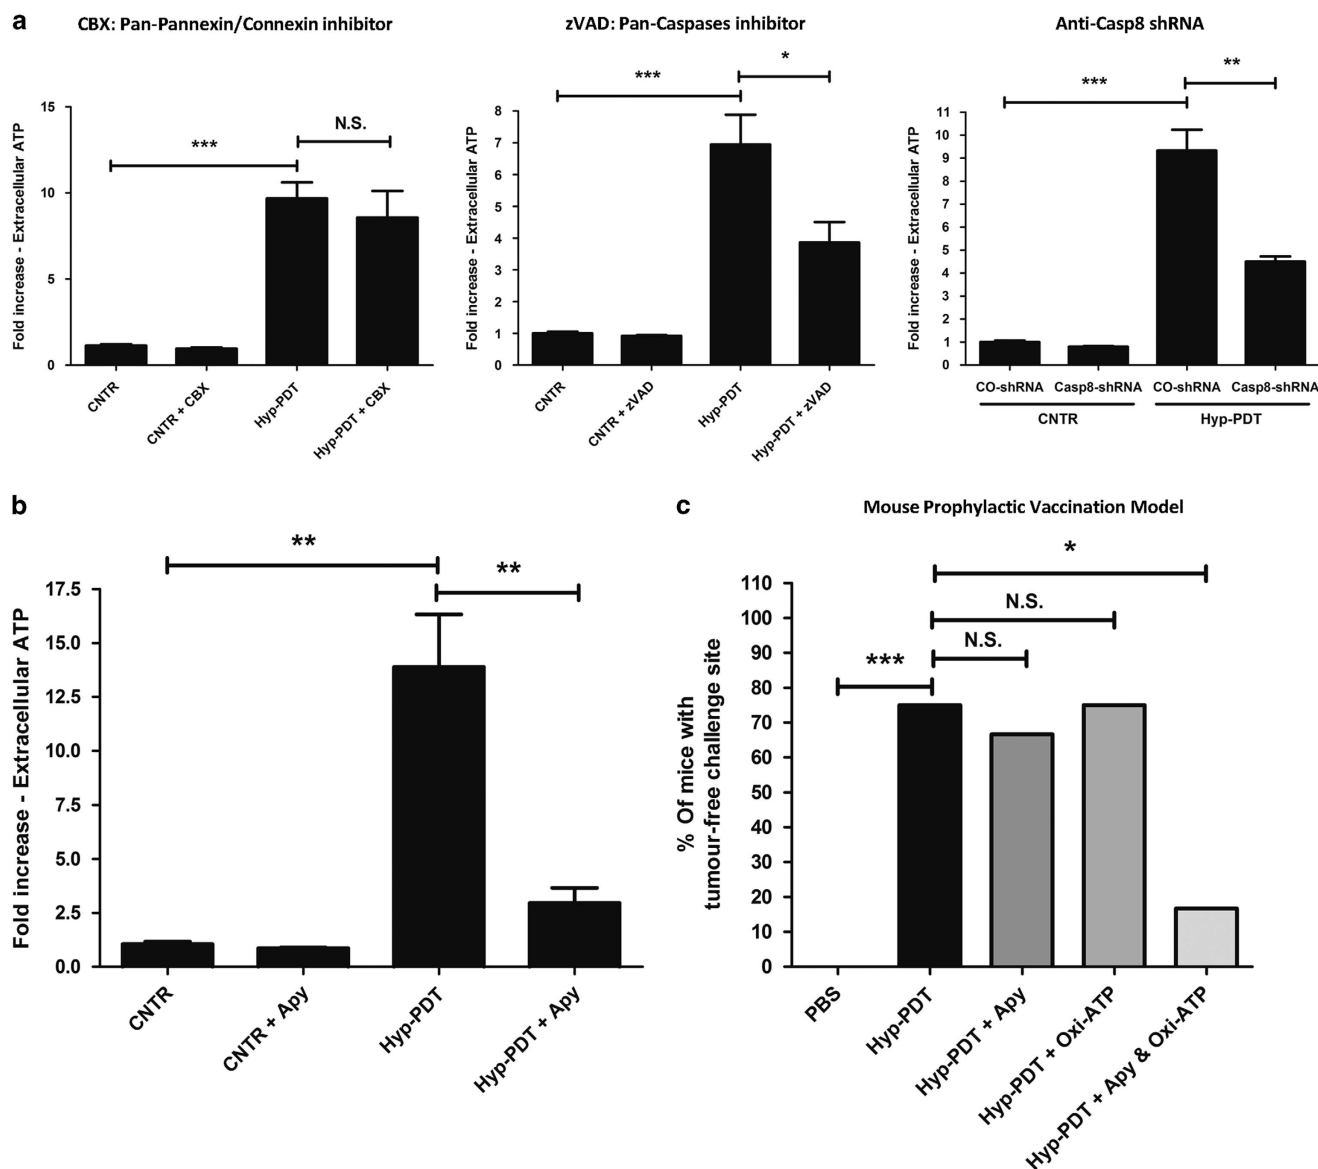 a
CBX: Pan-Pannexin/Connexin inhibitor
N.S.
***
15
10
5
0
Fold increase - Extracellular ATP
CNTR
CNTR + CBX
Hyp-PDT
Hyp-PDT + CBX
zVAD: Pan-Caspases inhibitor
*
***
8
7
6
5
4
3
2
1
0
Fold increase - Extracellular ATP
CNTR
CNTR + zVAD
Hyp-PDT
Hyp-PDT + zVAD
Anti-Casp8 shRNA
**
***
11
10
9
8
7
6
5
4
3
2
1
0
Fold increase - Extracellular ATP
CO-shRNA
Casp8-shRNA
CO-shRNA
Casp8-shRNA
CNTR
Hyp-PDT
b
**
**
17.5
15.0
12.5
10.0
7.5
5.0
2.5
0.0
Fold increase - Extracellular ATP
CNTR
CNTR + Apy
Hyp-PDT
Hyp-PDT + Apy
c
Mouse Prophylactic Vaccination Model
*
N.S.
N.S.
***
110
100
90
80
70
60
50
40
30
20
10
0
% Of mice with
tumour-free challenge site
PBS
Hyp-PDT
Hyp-PDT + Apy
Hyp-PDT + Oxi-ATP
Hyp-PDT + Apy & Oxi-ATP